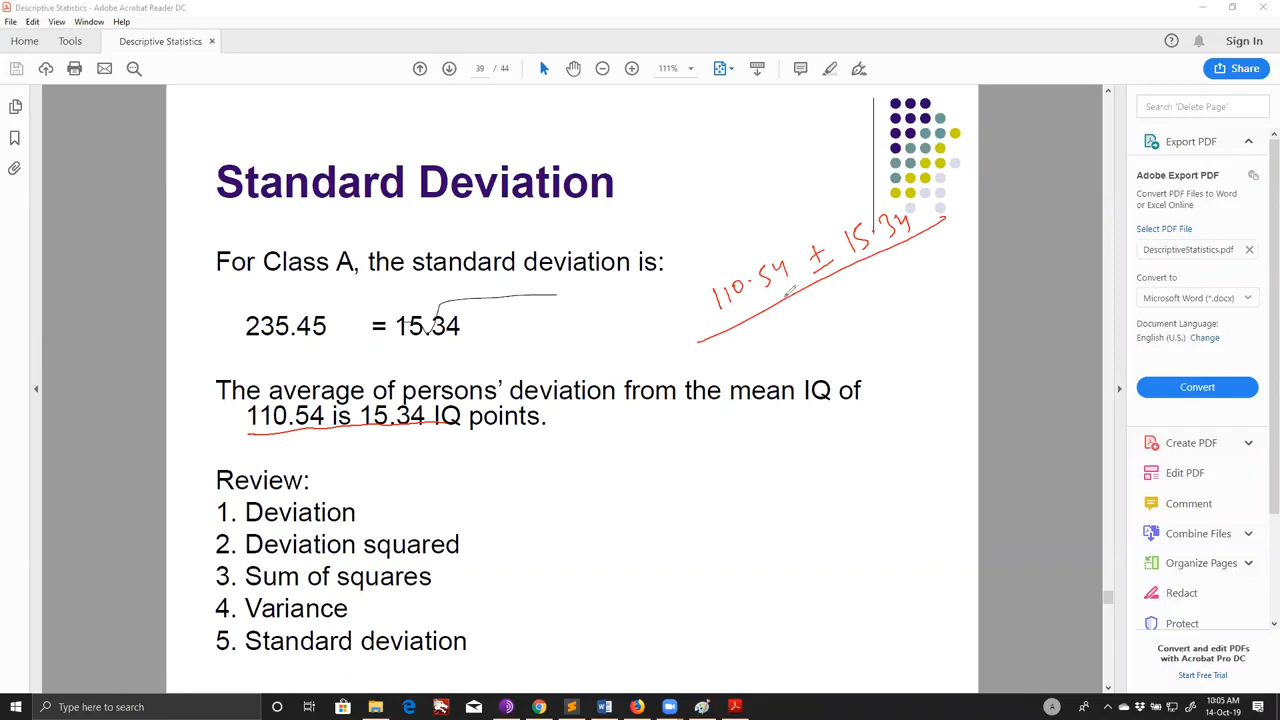 Descriptive Statistics - Adobe Acrobat Reader DC
File Edit View Window Help
Home Tools Descriptive Statistics × Sign In
39 / 44 111% Share
Search 'Delete Page'
Export PDF
Adobe Export PDF
Convert PDF Files to Word
or Excel Online
Select PDF File
DescriptiveStatistics.pdf
Convert to
Microsoft Word (*.docx)
Document Language:
English (U.S.) Change
Convert
Create PDF
Edit PDF
Comment
Combine Files
Organize Pages
Redact
Protect
Convert and edit PDFs
with Acrobat Pro DC
Start Free Trial
Standard Deviation
110.54 ± 15.34
For Class A, the standard deviation is:
235.45 = 15.34
The average of persons' deviation from the mean IQ of
110.54 is 15.34 IQ points.
Review:
1. Deviation
2. Deviation squared
3. Sum of squares
4. Variance
5. Standard deviation
Type here to search
ENG
10:05 AM
14-Oct-19